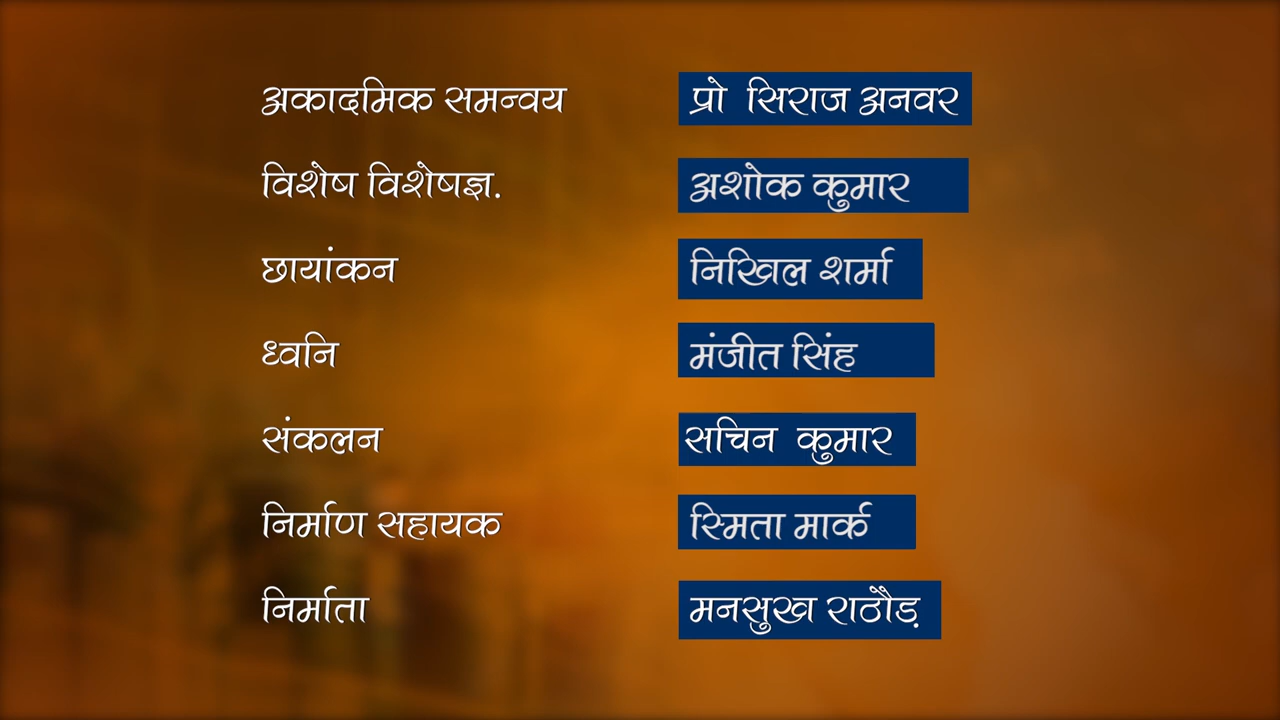 अकादमिक समन्वय प्रो सिराज अनवर
विशेष विशेषज्ञ. अशोक कुमार
छायांकन निखिल शर्मा
ध्वनि मंजीत सिंह
संकलन सचिन कुमार
निर्माण सहायक स्मिता मार्क
निर्माता मनसुख राठौड़